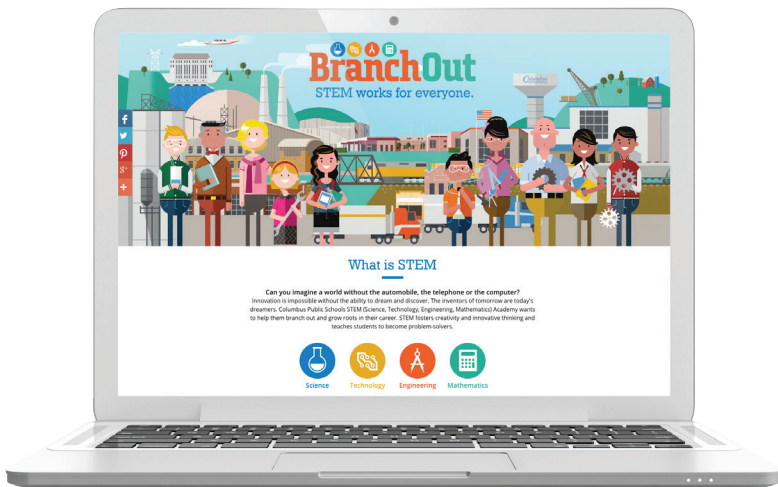 BranchOut
STEM works for everyone.
Columbus
What is STEM
Can you imagine a world without the automobile, the telephone or the computer?
Innovation is impossible without the ability to dream and discover. The inventors of tomorrow are today's
dreamers. Columbus Public Schools STEM (Science, Technology, Engineering, Mathematics) Academy wants
to help them branch out and grow roots in their career. STEM fosters creativity and innovative thinking and
teaches students to become problem-solvers.
Science Technology Engineering Mathematics